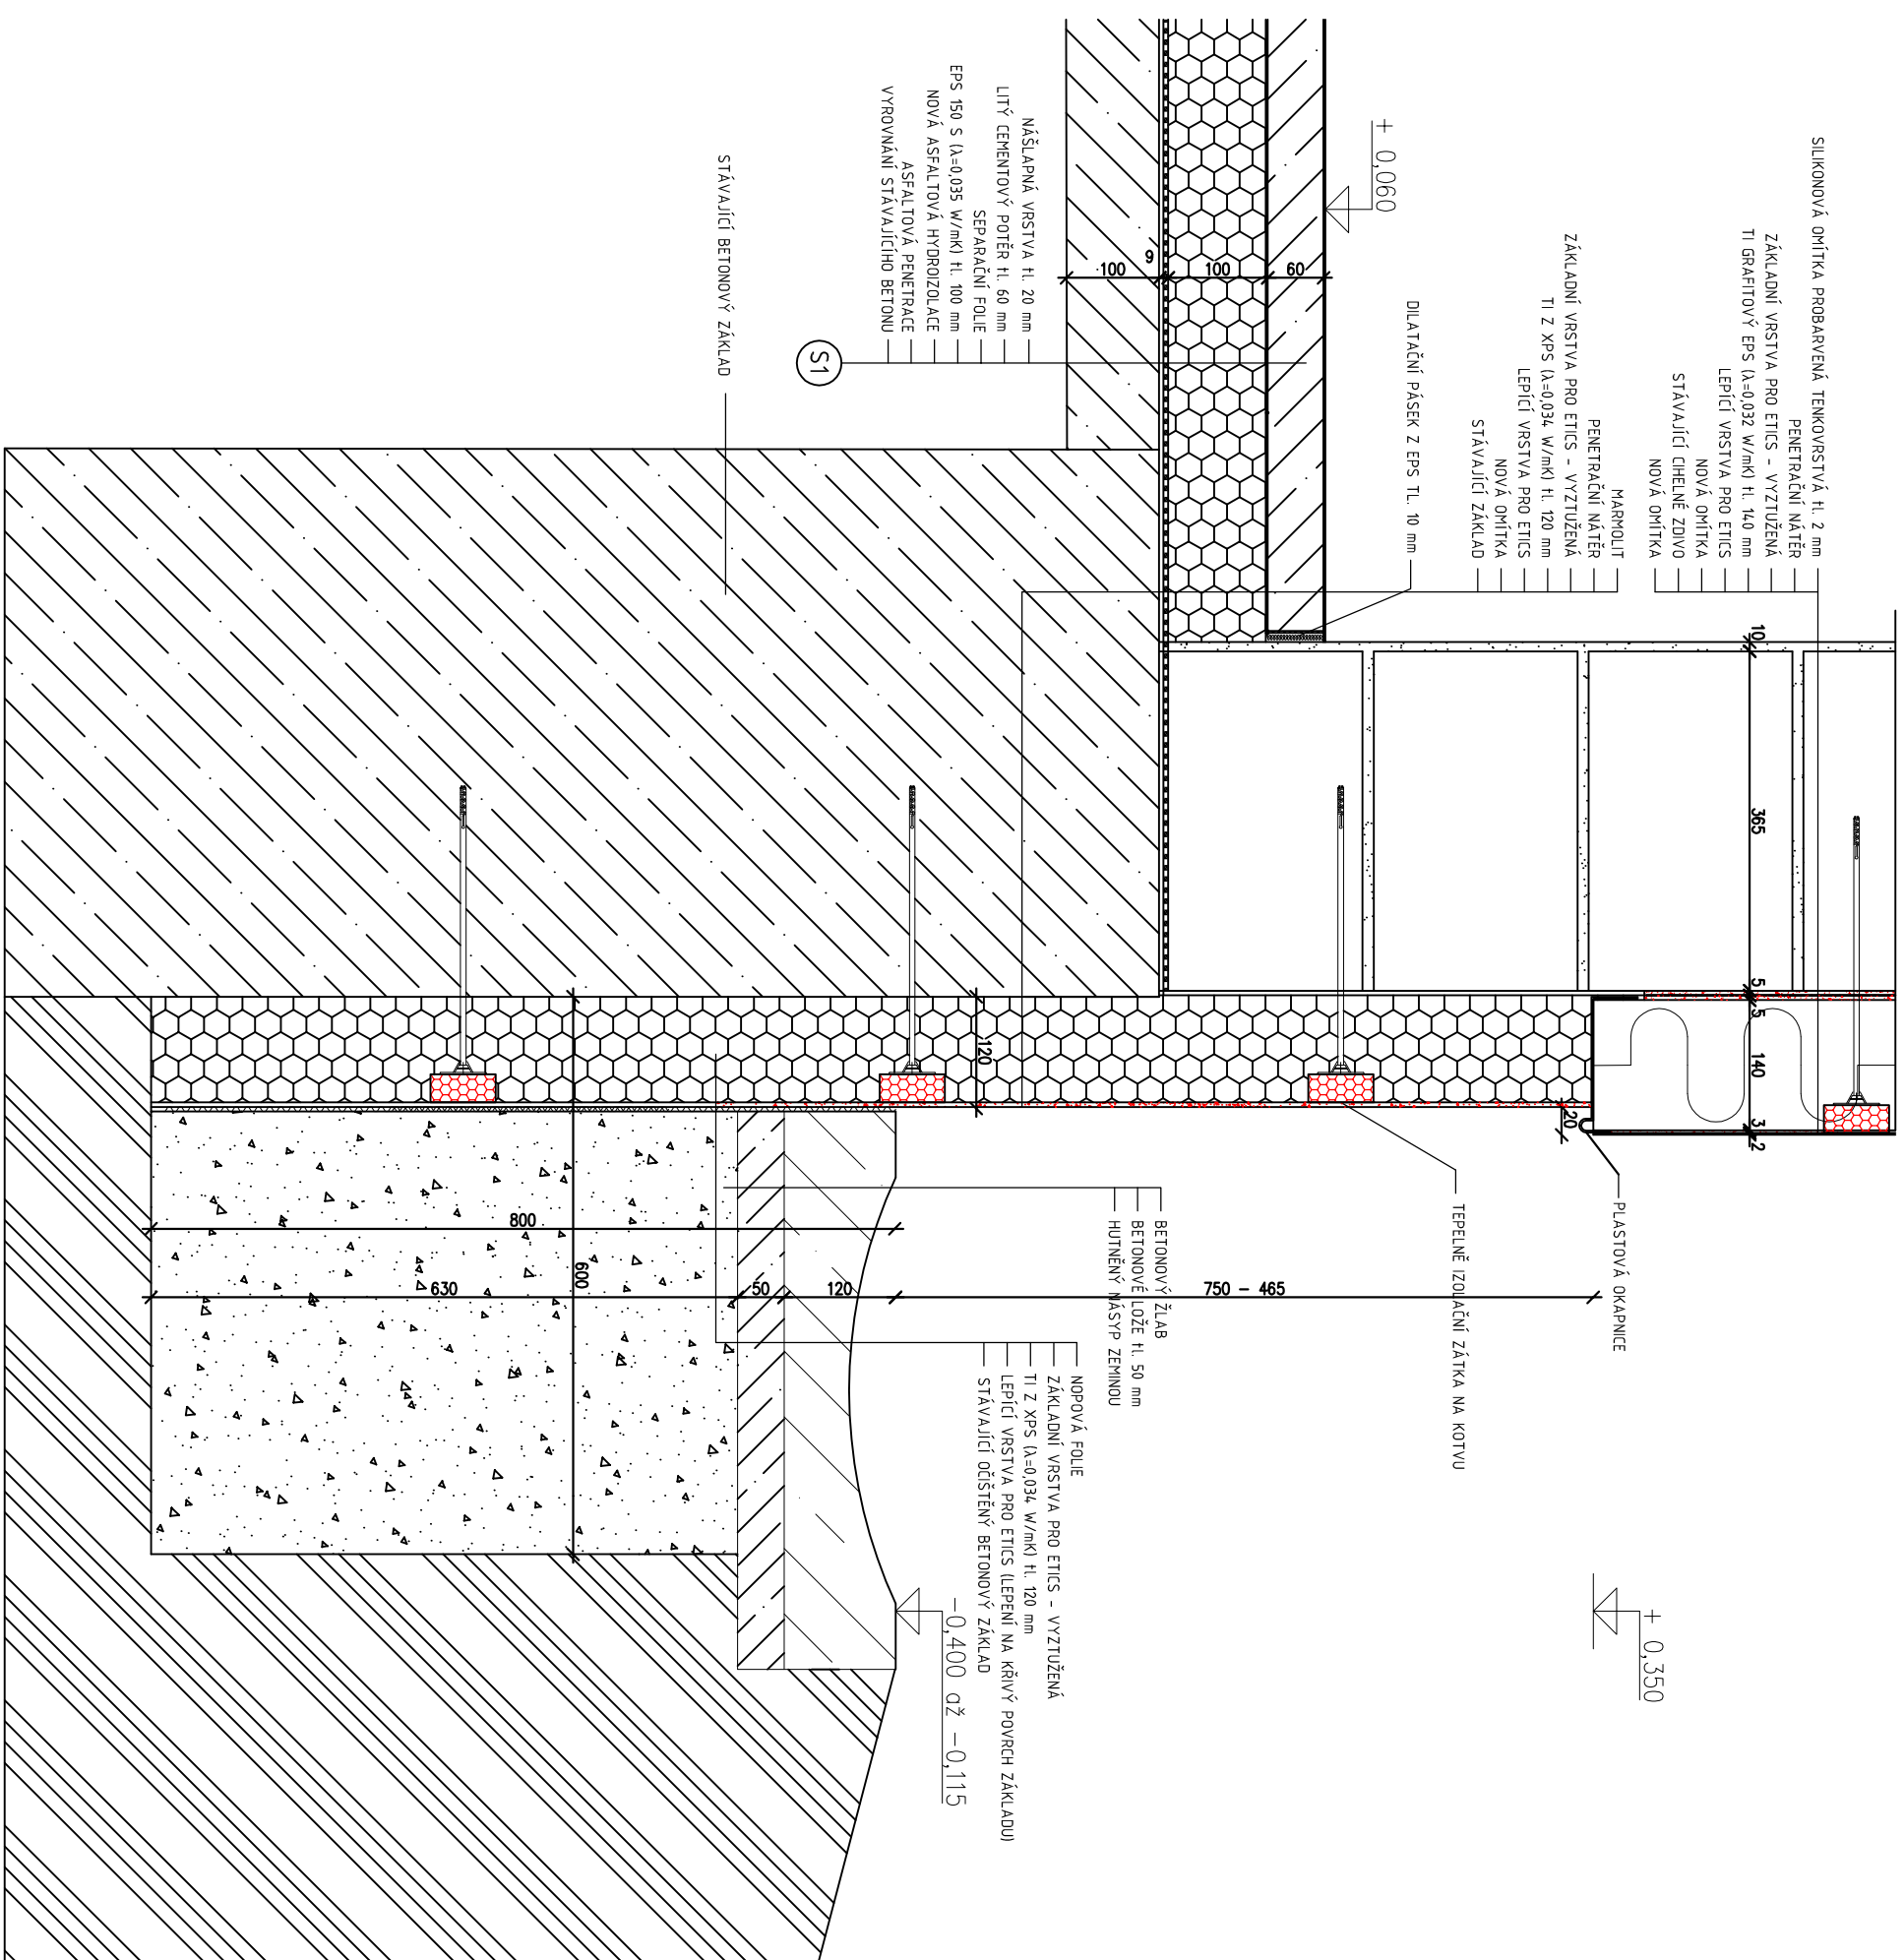 SILIKONOVÁ OMÍTKA PROBARVENÁ TENKOVRSTVÁ tl. 2 mm
PENETRAČNÍ NÁTĚR
ZÁKLADNÍ VRSTVA PRO ETICS - VYZTUŽENÁ
TI GRAFITOVÝ EPS (λ=0,032 W/mK) tl. 140 mm
LEPÍCÍ VRSTVA PRO ETICS
NOVÁ OMÍTKA
STÁVAJÍCÍ CIHELNÉ ZDIVO
NOVÁ OMÍTKA
MARMOLIT
PENETRAČNÍ NÁTĚR
ZÁKLADNÍ VRSTVA PRO ETICS - VYZTUŽENÁ
TI Z XPS (λ=0,034 W/mK) tl. 120 mm
LEPÍCÍ VRSTVA PRO ETICS
NOVÁ OMÍTKA
STÁVAJÍCÍ ZÁKLAD
DILATAČNÍ PÁSEK Z EPS TL. 10 mm
+ 0,060
NÁŠLAPNÁ VRSTVA tl. 20 mm
LITÝ CEMENTOVÝ POTĚR tl. 60 mm
SEPARAČNÍ FOLIE
EPS 150 S (λ=0,035 W/mK) tl. 100 mm
NOVÁ ASFALTOVÁ HYDROIZOLACE
ASFALTOVÁ PENETRACE
VYROVNÁNÍ STÁVAJÍCÍHO BETONU
S1
STÁVAJÍCÍ BETONOVÝ ZÁKLAD
60
100
9
100
10
365
5
5
140
3
2
20
120
PLASTOVÁ OKAPNICE
TEPELNĚ IZOLAČNÍ ZÁTKA NA KOTVU
+ 0,350
750 - 465
BETONOVÝ ŽLAB
BETONOVÉ LOŽE tl. 50 mm
HUTNĚNÝ NÁSYP ZEMINOU
NOPOVÁ FOLIE
ZÁKLADNÍ VRSTVA PRO ETICS - VYZTUŽENÁ
TI Z XPS (λ=0,034 W/mK) tl. 120 mm
LEPÍCÍ VRSTVA PRO ETICS (LEPENÍ NA KŘIVÝ POVRCH ZÁKLADU)
STÁVAJÍCÍ OČIŠTĚNÝ BETONOVÝ ZÁKLAD
-0,400 až -0,115
120
50
630
800
600